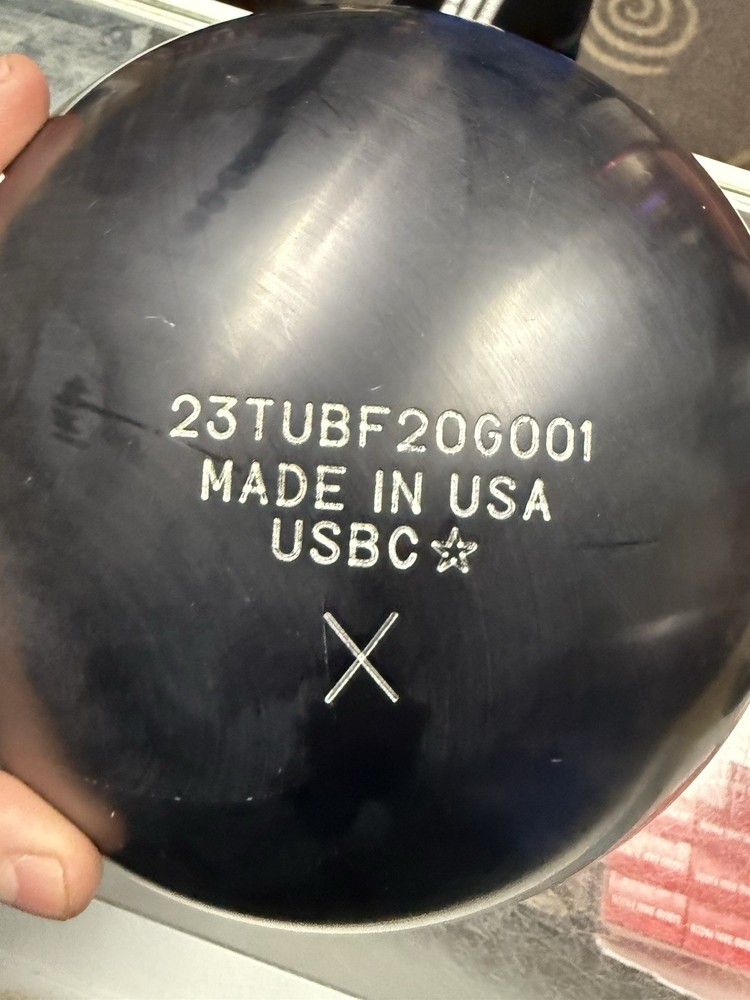 23TUBF20G001
MADE IN USA
USBC☆
X